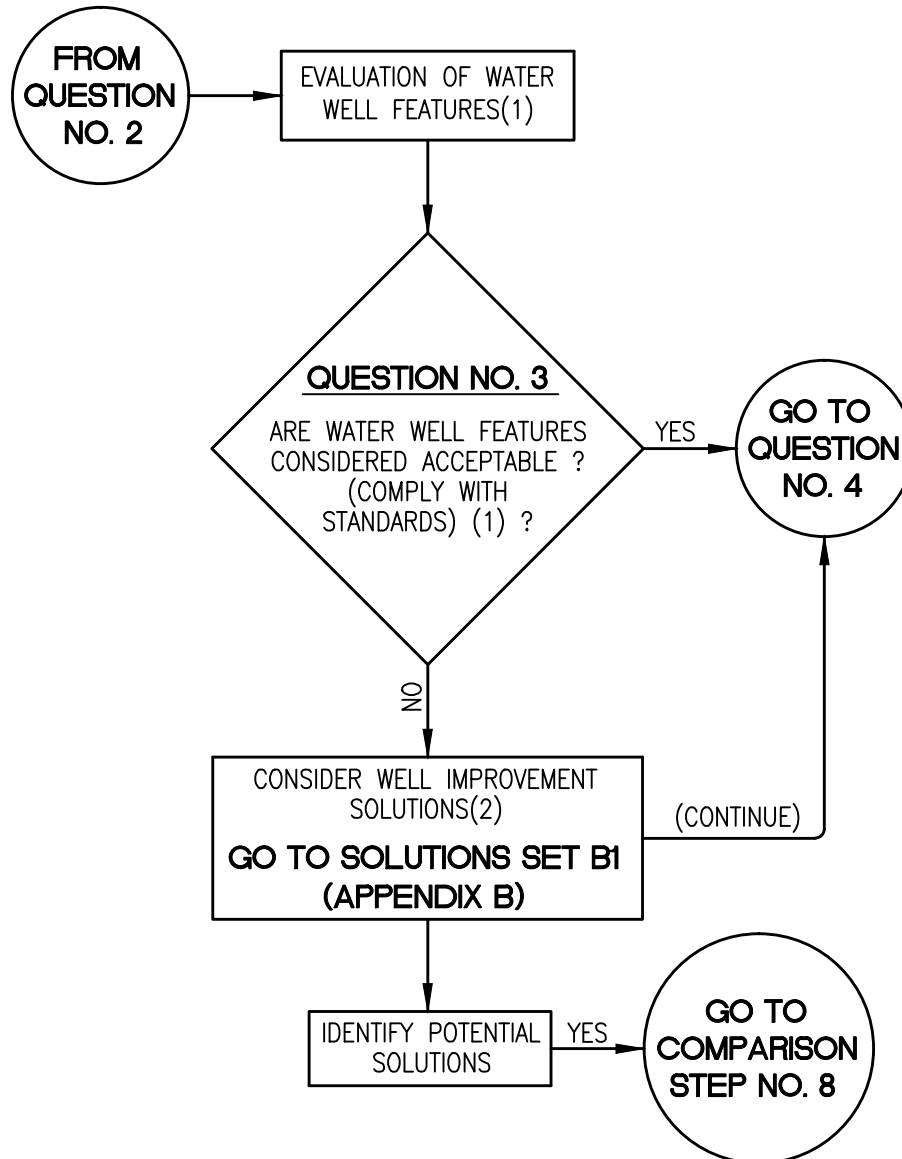 FROM
QUESTION
NO. 2
EVALUATION OF WATER
WELL FEATURES(1)
QUESTION NO. 3
ARE WATER WELL FEATURES
CONSIDERED ACCEPTABLE ?
(COMPLY WITH
STANDARDS) (1) ?
YES
GO TO
QUESTION
NO. 4
NO
CONSIDER WELL IMPROVEMENT
SOLUTIONS(2)
GO TO SOLUTIONS SET B1
(APPENDIX B)
(CONTINUE)
IDENTIFY POTENTIAL
SOLUTIONS
YES
GO TO
COMPARISON
STEP NO. 8